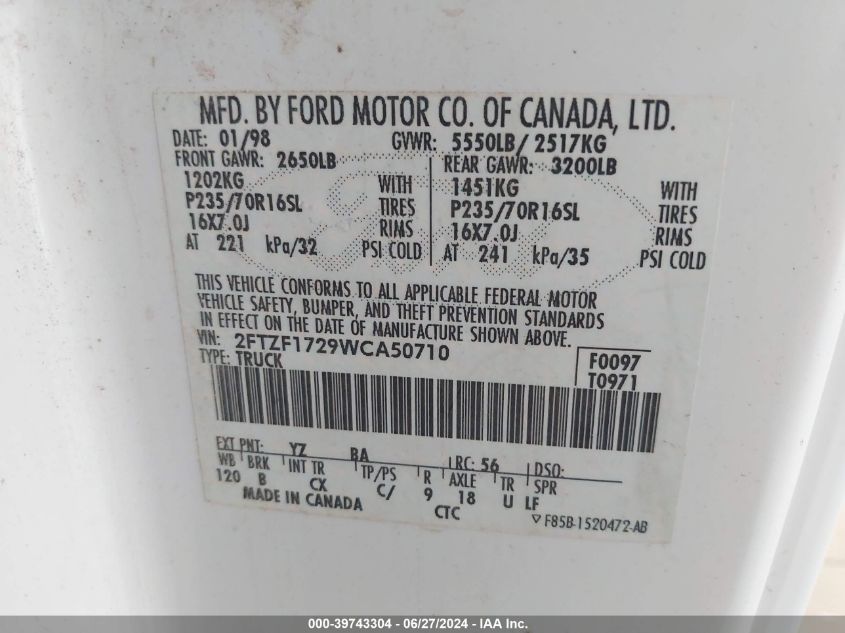 MFD. BY FORD MOTOR CO. OF CANADA, LTD.
DATE: 01/98 GVWR: 5550LB/ 2517KG
FRONT GAWR: 2650LB REAR GAWR: 3200LB
1202KG WITH 1451KG WITH
P235/70R16SL TIRES P235/70R16SL TIRES
16X7.0J RIMS 16X7.0J RIMS
AT 221 kPa/32 PSI COLD AT 241 kPa/35 PSI COLD
THIS VEHICLE CONFORMS TO ALL APPLICABLE FEDERAL MOTOR
VEHICLE SAFETY, BUMPER, AND THEFT PREVENTION STANDARDS
IN EFFECT ON THE DATE OF MANUFACTURE SHOWN ABOVE.
VIN: 2FTZF1729WCA50710 F0097
TYPE: TRUCK T0971
EXT PNT: YZ BA LRC: 56 DSO:
WB BRK INT TR TP/PS R AXLE TR SPR
120 B CX C/ 9 18 U LF
MADE IN CANADA CTC
▽ F85B-1520472-AB
000-39743304 - 06/27/2024 - IAA Inc.